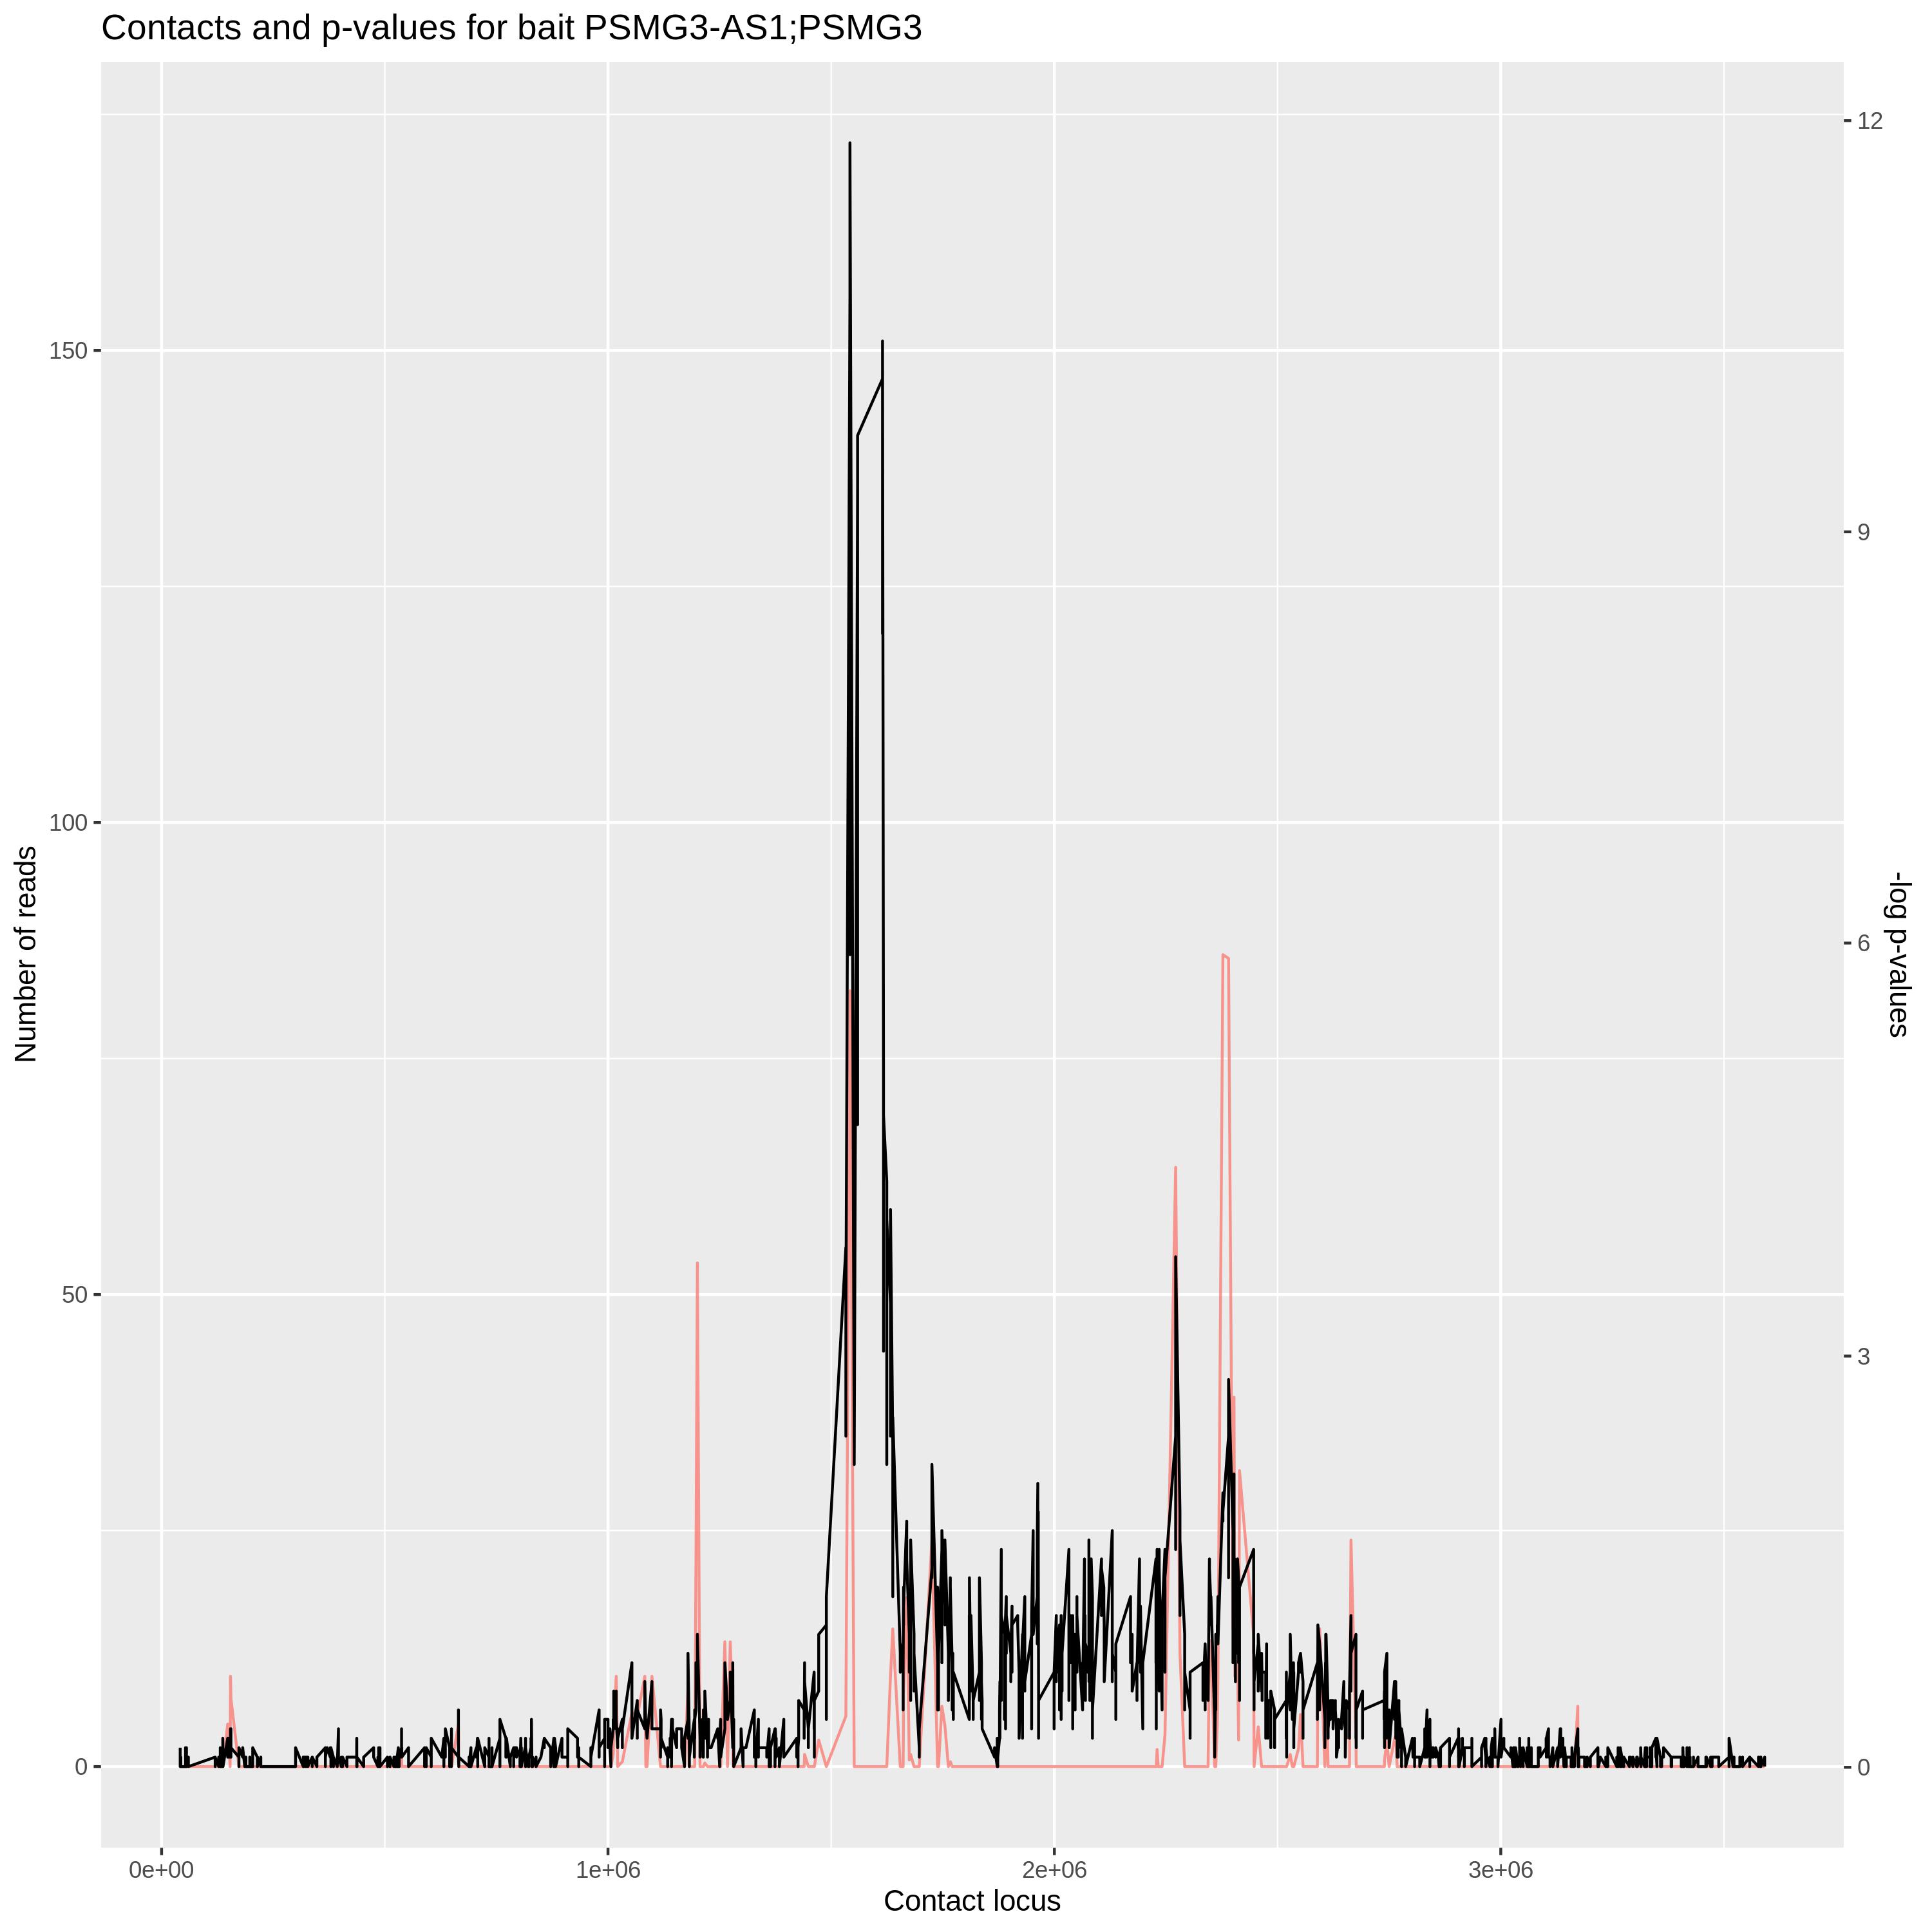 Contacts and p-values for bait PSMG3-AS1;PSMG3
12
150
9
100
Number of reads
6
-log p-values
50
3
0
0
0e+00 1e+06 2e+06 3e+06
Contact locus